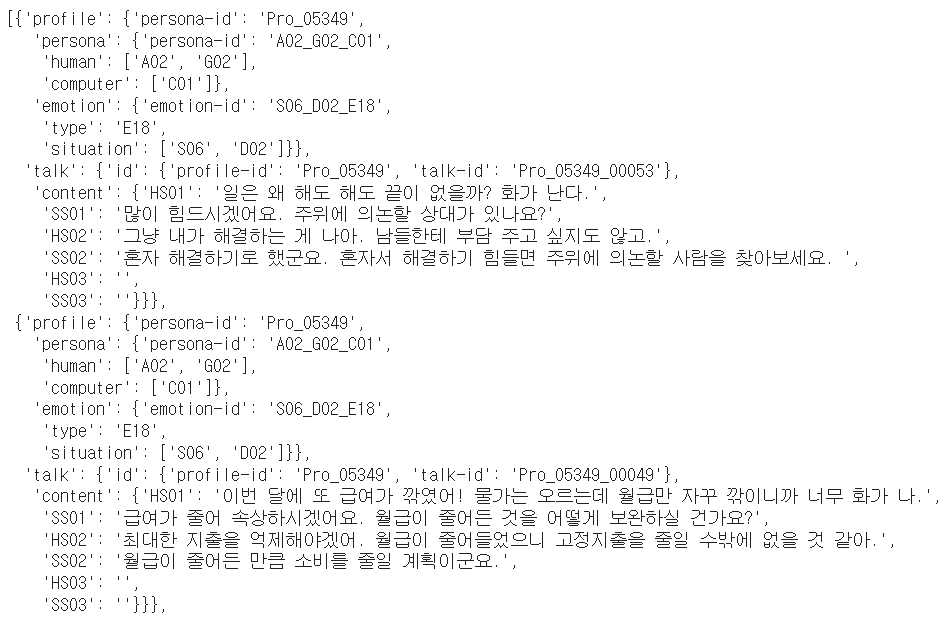 [{'profile': {'persona-id': 'Pro_05349',
'persona': {'persona-id': 'A02_G02_C01',
'human': ['A02', 'G02'],
'computer': ['C01']},
'emotion': {'emotion-id': 'S06_D02_E18',
'type': 'E18',
'situation': ['S06', 'D02']}},
'talk': {'id': {'profile-id': 'Pro_05349', 'talk-id': 'Pro_05349_00053'},
'content': {'HS01': '일은 왜 해도 해도 끝이 없을까? 화가 난다.',
'SS01': '많이 힘드시겠어요. 주위에 의논할 상대가 있나요?',
'HS02': '그냥 내가 해결하는 게 나아. 남들한테 부담 주고 싶지도 않고.',
'SS02': '혼자 해결하기로 했군요. 혼자서 해결하기 힘들면 주위에 의논할 사람을 찾아보세요. ',
'HS03': '',
'SS03': ''}}},
{'profile': {'persona-id': 'Pro_05349',
'persona': {'persona-id': 'A02_G02_C01',
'human': ['A02', 'G02'],
'computer': ['C01']},
'emotion': {'emotion-id': 'S06_D02_E18',
'type': 'E18',
'situation': ['S06', 'D02']}},
'talk': {'id': {'profile-id': 'Pro_05349', 'talk-id': 'Pro_05349_00049'},
'content': {'HS01': '이번 달에 또 급여가 깎였어! 물가는 오르는데 월급만 자꾸 깎이니까 너무 화가 나.',
'SS01': '급여가 줄어 속상하시겠어요. 월급이 줄어든 것을 어떻게 보완하실 건가요?',
'HS02': '최대한 지출을 억제해야겠어. 월급이 줄어들었으니 고정지출을 줄일 수밖에 없을 것 같아.',
'SS02': '월급이 줄어든 만큼 소비를 줄일 계획이군요.',
'HS03': '',
'SS03': ''}}},